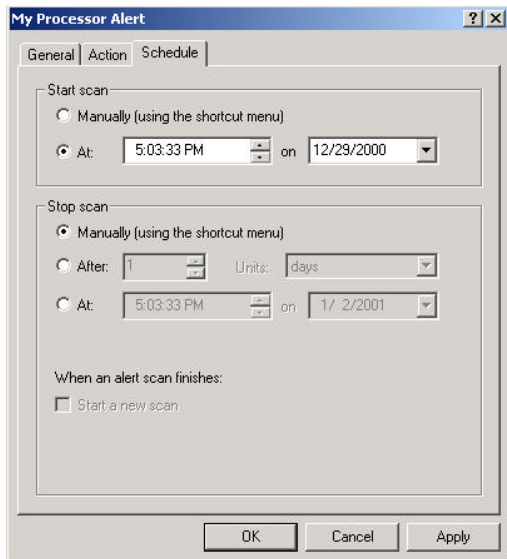 My Processor Alert
General Action Schedule
Start scan
Manually (using the shortcut menu)
At: 5:03:33 PM on 12/29/2000
Stop scan
Manually (using the shortcut menu)
After: 1 Units: days
At: 5:03:33 PM on 1/ 2/2001
When an alert scan finishes:
Start a new scan
OK Cancel Apply